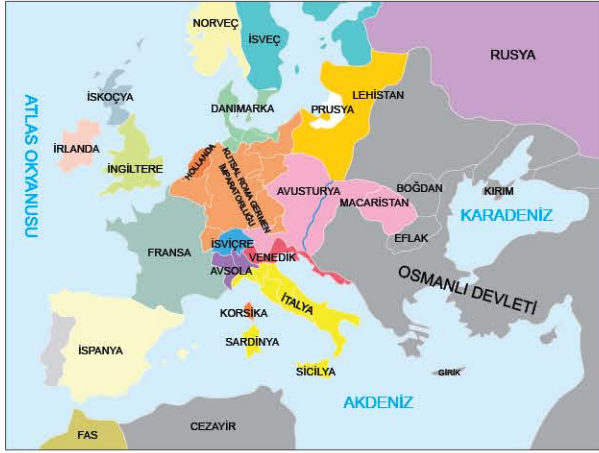 NORVEÇ
İSVEÇ
RUSYA
İSKOÇYA
DANIMARKA
LEHİSTAN
PRUSYA
ATLAS OKYANUSU
İRLANDA
İNGİLTERE
HOLLANDA
KUTSAL ROMA GERMEN
İMPARATORLUĞU
AVUSTURYA
MACARİSTAN
BOĞDAN
KIRIM
KARADENİZ
EFLAK
FRANSA
İSVİÇRE
VENEDİK
AVSOLA
OSMANLI DEVLETİ
İTALYA
KORSİKA
SARDİNYA
İSPANYA
SİCİLYA
GİRİK
AKDENİZ
CEZAYİR
FAS